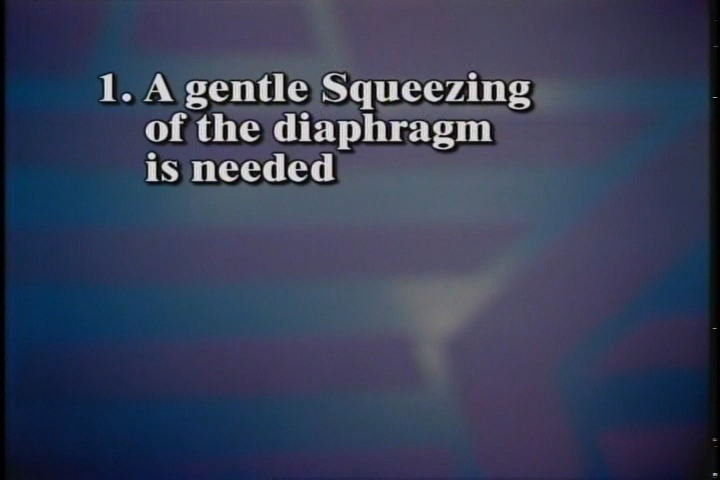 1. A gentle Squeezing
of the diaphragm
is needed